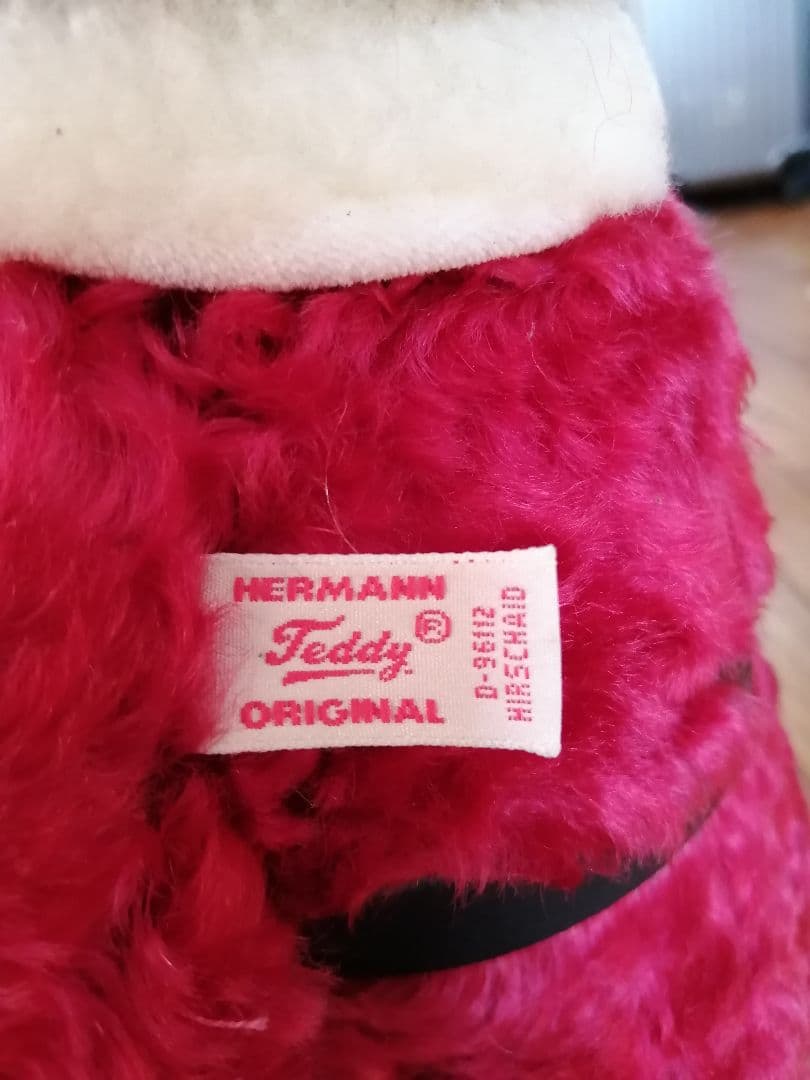 HERMANN
Teddy®
ORIGINAL
D-96112
HIRSCHAID